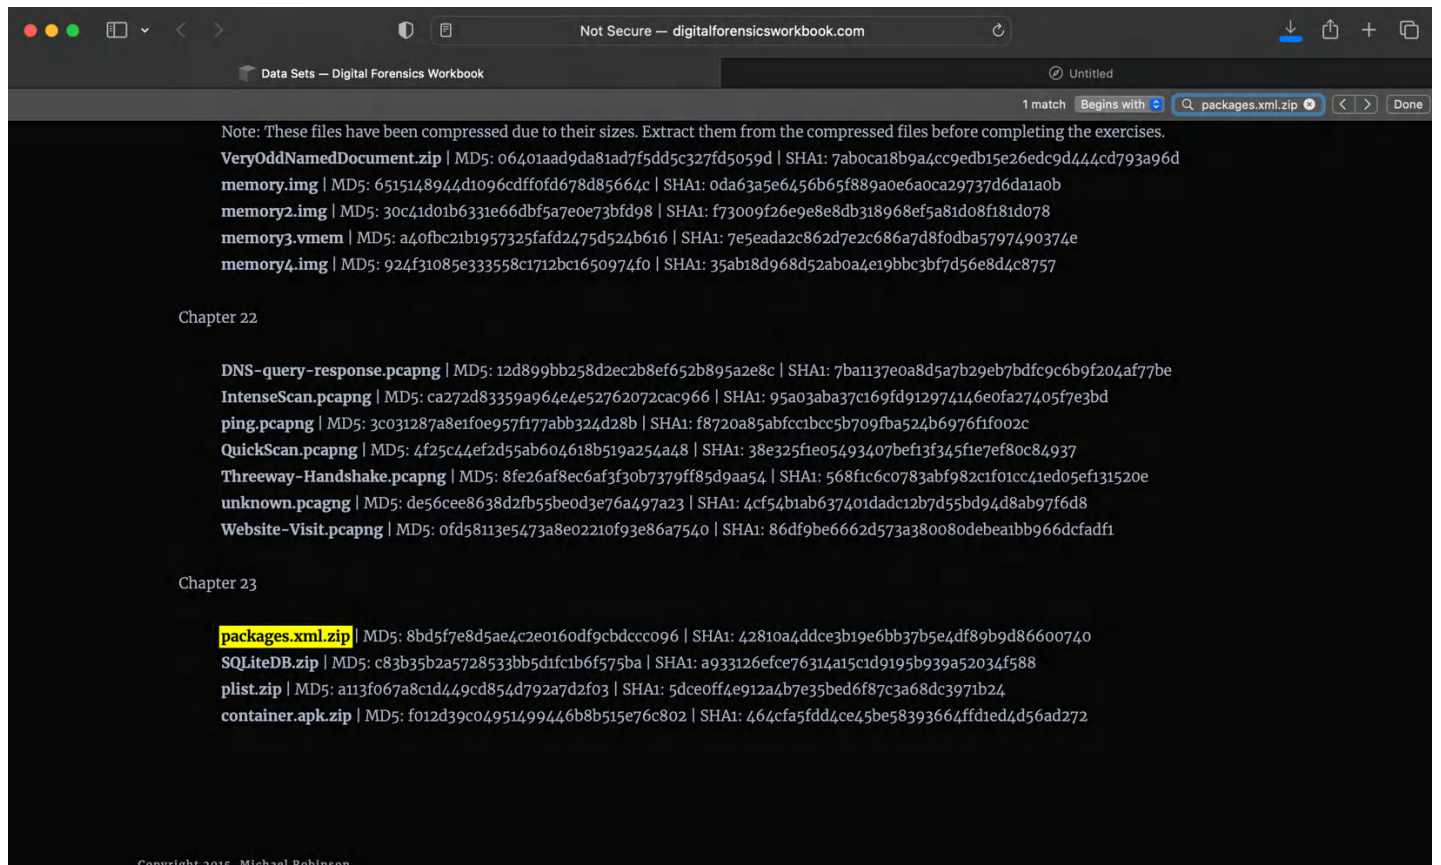 Not Secure — digitalforensicsworkbook.com
Data Sets — Digital Forensics Workbook
Untitled
1 match Begins with packages.xml.zip Done
Note: These files have been compressed due to their sizes. Extract them from the compressed files before completing the exercises.
VeryOddNamedDocument.zip | MD5: 06401aad9da81ad7f5dd5c327fd5059d | SHA1: 7ab0ca18b9a4cc9edb15e26edc9d444cd793a96d
memory.img | MD5: 6515148944d1096cdff0fd678d85664c | SHA1: 0da63a5e6456b65f889a0e6a0ca29737d6da1a0b
memory2.img | MD5: 30c41d01b6331e66dbf5a7e0e73bfd98 | SHA1: f73009f26e9e8e8db318968ef5a81d08f181d078
memory3.vmem | MD5: a40fbc21b1957325fafd2475d524b616 | SHA1: 7e5eada2c862d7e2c686a7d8f0dba5797490374e
memory4.img | MD5: 924f31085e333558c1712bc1650974f0 | SHA1: 35ab18d968d52ab0a4e19bbc3bf7d56e8d4c8757
Chapter 22
DNS-query-response.pcapng | MD5: 12d899bb258d2ec2b8ef652b895a2e8c | SHA1: 7ba1137e0a8d5a7b29eb7bdfc9c6b9f204af77be
IntenseScan.pcapng | MD5: ca272d83359a964e4e52762072cac966 | SHA1: 95a03aba37c169fd912974146e0fa27405f7e3bd
ping.pcapng | MD5: 3c031287a8e1f0e957f177abb324d28b | SHA1: f8720a85abfcc1bcc5b709fba524b6976f1f002c
QuickScan.pcapng | MD5: 4f25c44ef2d55ab604618b519a254a48 | SHA1: 38e325f1e05493407bef13f345f1e7ef80c84937
Threeway-Handshake.pcapng | MD5: 8fe26af8ec6af3f30b7379ff85d9aa54 | SHA1: 568f1c6c0783abf982c1f01cc41ed05ef131520e
unknown.pcagng | MD5: de56cee8638d2fb55be0d3e76a497a23 | SHA1: 4cf54b1ab637401dadc12b7d55bd94d8ab97f6d8
Website-Visit.pcapng | MD5: 0fd58113e5473a8e02210f93e86a7540 | SHA1: 86df9be6662d573a380080debea1bb966dcfadf1
Chapter 23
packages.xml.zip | MD5: 8bd5f7e8d5ae4c2e0160df9cbdccc096 | SHA1: 42810a4ddce3b19e6bb37b5e4df89b9d86600740
SQLiteDB.zip | MD5: c83b35b2a5728533bb5d1fc1b6f575ba | SHA1: a933126efce76314a15c1d9195b939a52034f588
plist.zip | MD5: a113f067a8c1d449cd854d792a7d2f03 | SHA1: 5dce0ff4e912a4b7e35bed6f87c3a68dc3971b24
container.apk.zip | MD5: f012d39c04951499446b8b515e76c802 | SHA1: 464cfa5fdd4ce45be58393664ffd1ed4d56ad272
Copyright 2015, Michael Robinson